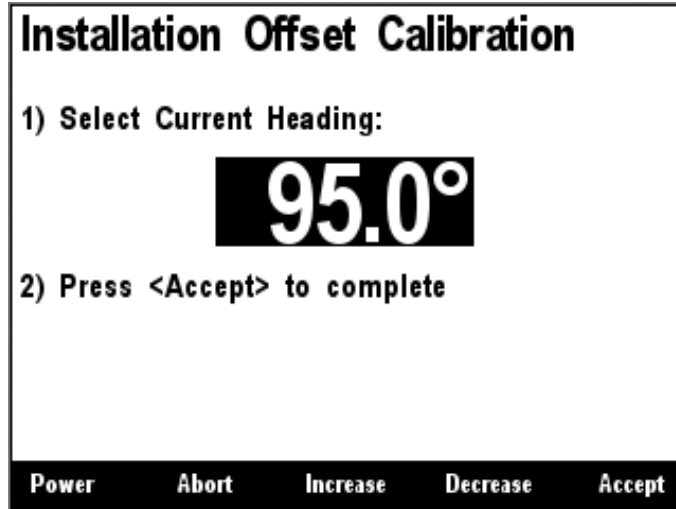 Installation Offset Calibration
1) Select Current Heading:
95.0°
2) Press <Accept> to complete
Power Abort Increase Decrease Accept